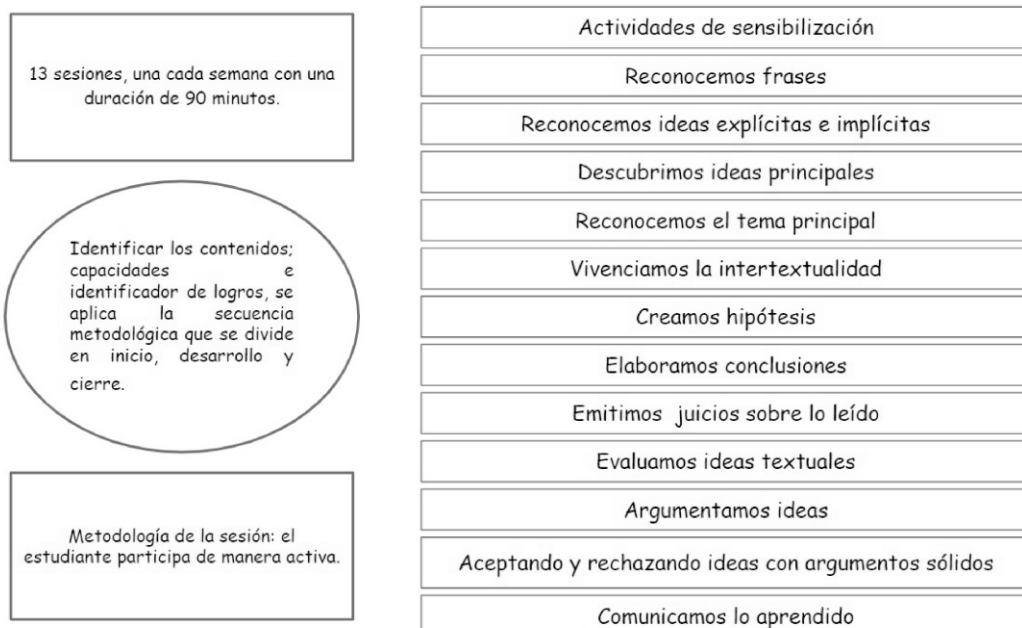 13 sesiones, una cada semana con una
duración de 90 minutos.
Identificar los contenidos;
capacidades e
identificador de logros, se
aplica la secuencia
metodológica que se divide
en inicio, desarrollo y
cierre.
Metodología de la sesión: el
estudiante participa de manera activa.
Actividades de sensibilización
Reconocemos frases
Reconocemos ideas explícitas e implícitas
Descubrimos ideas principales
Reconocemos el tema principal
Vivenciamos la intertextualidad
Creamos hipótesis
Elaboramos conclusiones
Emitimos juicios sobre lo leído
Evaluamos ideas textuales
Argumentamos ideas
Aceptando y rechazando ideas con argumentos sólidos
Comunicamos lo aprendido